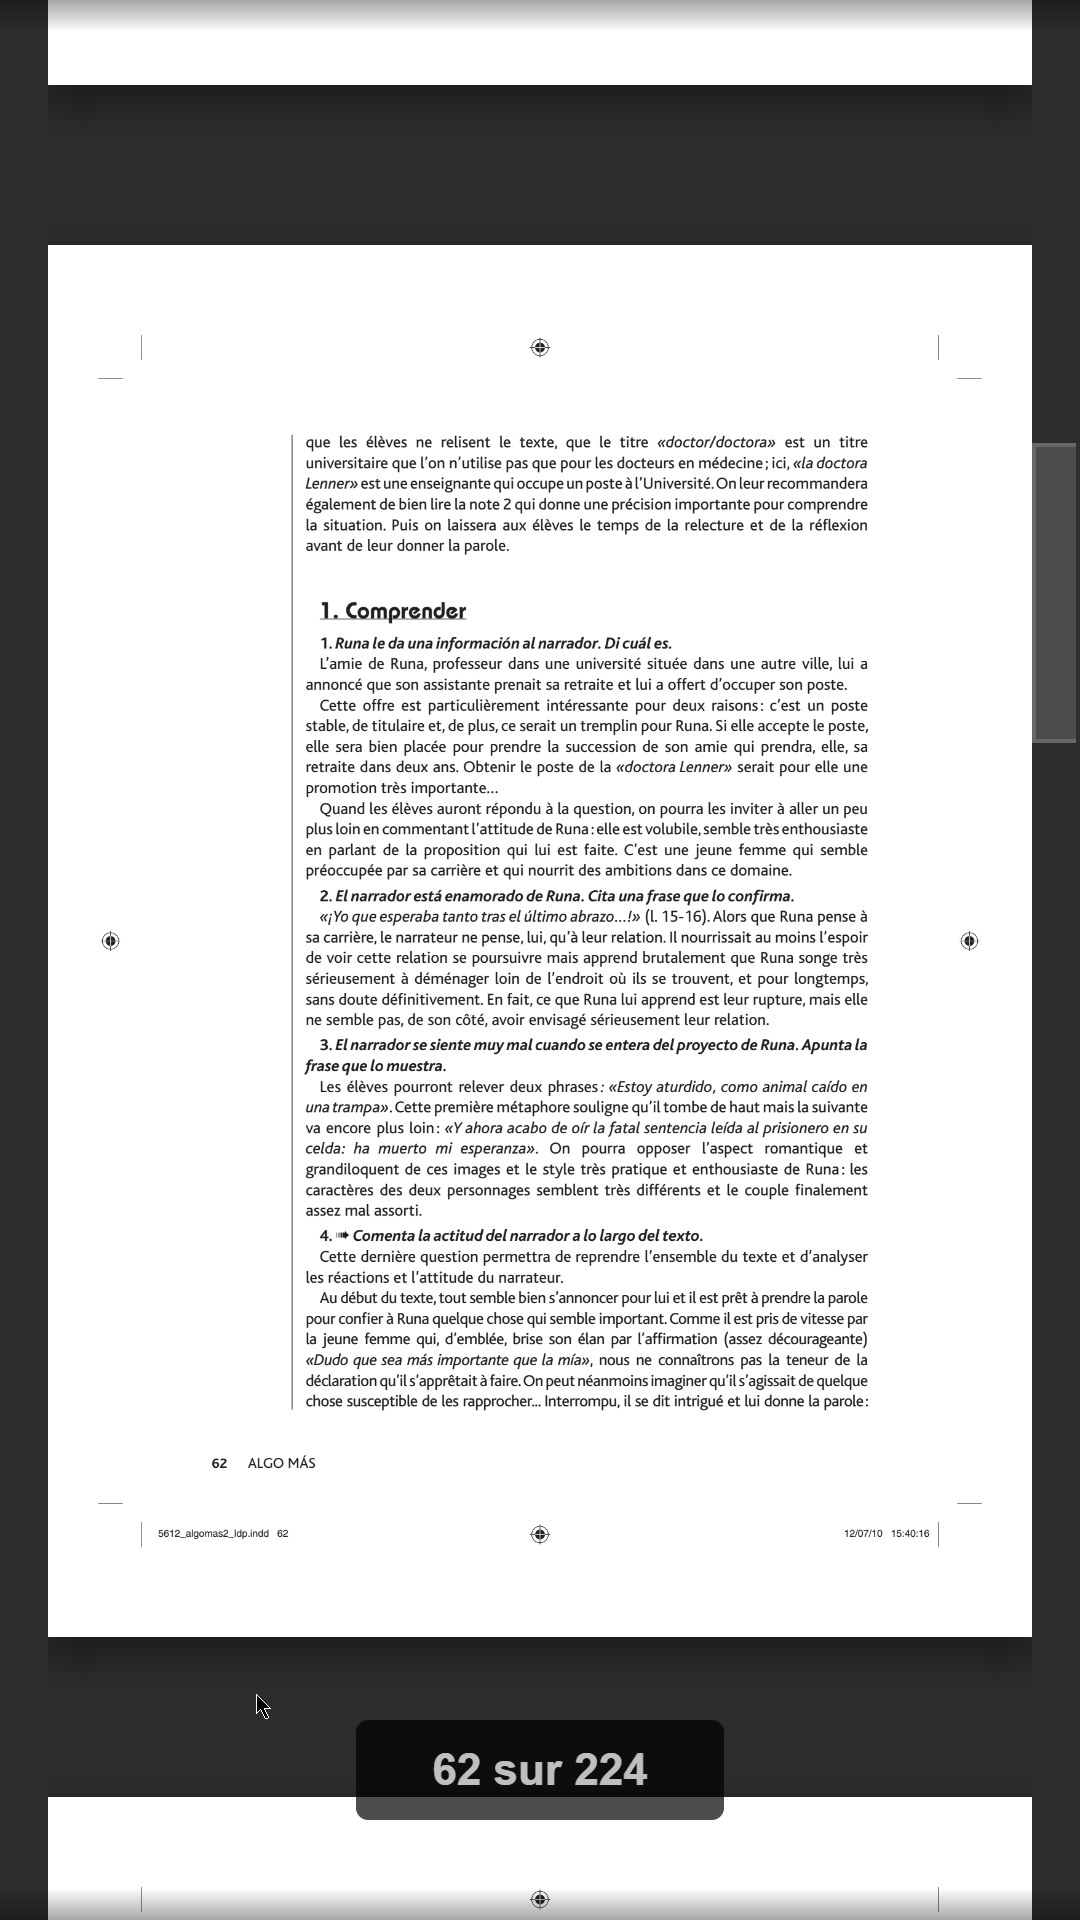 que les élèves ne relisent le texte, que le titre «doctor/doctora» est un titre
universitaire que l’on n’utilise pas que pour les docteurs en médecine ; ici, «la doctora
Lenner» est une enseignante qui occupe un poste à l’Université. On leur recommandera
également de bien lire la note 2 qui donne une précision importante pour comprendre
la situation. Puis on laissera aux élèves le temps de la relecture et de la réflexion
avant de leur donner la parole.
1. Comprender
1. Runa le da una información al narrador. Di cuál es.
L’amie de Runa, professeur dans une université située dans une autre ville, lui a
annoncé que son assistante prenait sa retraite et lui a offert d’occuper son poste.
Cette offre est particulièrement intéressante pour deux raisons : c’est un poste
stable, de titulaire et, de plus, ce serait un tremplin pour Runa. Si elle accepte le poste,
elle sera bien placée pour prendre la succession de son amie qui prendra, elle, sa
retraite dans deux ans. Obtenir le poste de la «doctora Lenner» serait pour elle une
promotion très importante...
Quand les élèves auront répondu à la question, on pourra les inviter à aller un peu
plus loin en commentant l’attitude de Runa : elle est volubile, semble très enthousiaste
en parlant de la proposition qui lui est faite. C’est une jeune femme qui semble
préoccupée par sa carrière et qui nourrit des ambitions dans ce domaine.
2. El narrador está enamorado de Runa. Cita una frase que lo confirma.
«¡Yo que esperaba tanto tras el último abrazo...!» (l. 15-16). Alors que Runa pense à
sa carrière, le narrateur ne pense, lui, qu’à leur relation. Il nourrissait au moins l’espoir
de voir cette relation se poursuivre mais apprend brutalement que Runa songe très
sérieusement à déménager loin de l’endroit où ils se trouvent, et pour longtemps,
sans doute définitivement. En fait, ce que Runa lui apprend est leur rupture, mais elle
ne semble pas, de son côté, avoir envisagé sérieusement leur relation.
3. El narrador se siente muy mal cuando se entera del proyecto de Runa. Apunta la
frase que lo muestra.
Les élèves pourront relever deux phrases : «Estoy aturdido, como animal caído en
una trampa». Cette première métaphore souligne qu’il tombe de haut mais la suivante
va encore plus loin : «Y ahora acabo de oír la fatal sentencia leída al prisionero en su
celda: ha muerto mi esperanza». On pourra opposer l’aspect romantique et
grandiloquent de ces images et le style très pratique et enthousiaste de Runa : les
caractères des deux personnages semblent très différents et le couple finalement
assez mal assorti.
4. ➠ Comenta la actitud del narrador a lo largo del texto.
Cette dernière question permettra de reprendre l’ensemble du texte et d’analyser
les réactions et l’attitude du narrateur.
Au début du texte, tout semble bien s’annoncer pour lui et il est prêt à prendre la parole
pour confier à Runa quelque chose qui semble important. Comme il est pris de vitesse par
la jeune femme qui, d’emblée, brise son élan par l’affirmation (assez décourageante)
«Dudo que sea más importante que la mía», nous ne connaîtrons pas la teneur de la
déclaration qu’il s’apprêtait à faire. On peut néanmoins imaginer qu’il s’agissait de quelque
chose susceptible de les rapprocher... Interrompu, il se dit intrigué et lui donne la parole :
62 ALGO MÁS
5612_algomas2_ldp.indd 62 12/07/10 15:40:16
62 sur 224